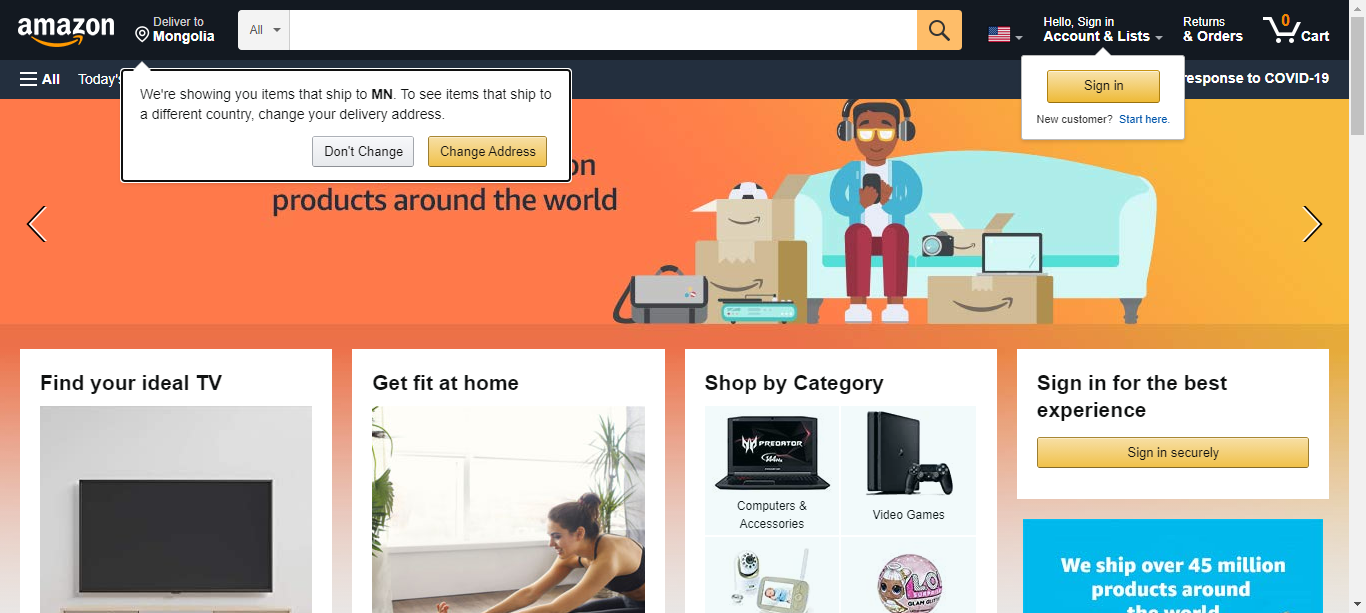 amazon
Deliver to
Mongolia
All
Hello, Sign in
Account & Lists
Returns
& Orders
0
Cart
All
Today's
response to COVID-19
We're showing you items that ship to MN. To see items that ship to
a different country, change your delivery address.
Don't Change
Change Address
Sign in
New customer? Start here.
products around the world
Find your ideal TV
Get fit at home
Shop by Category
PREDATOR
Computers &
Accessories
Video Games
L.O.L
Sign in for the best
experience
Sign in securely
We ship over 45 million
products around
the world